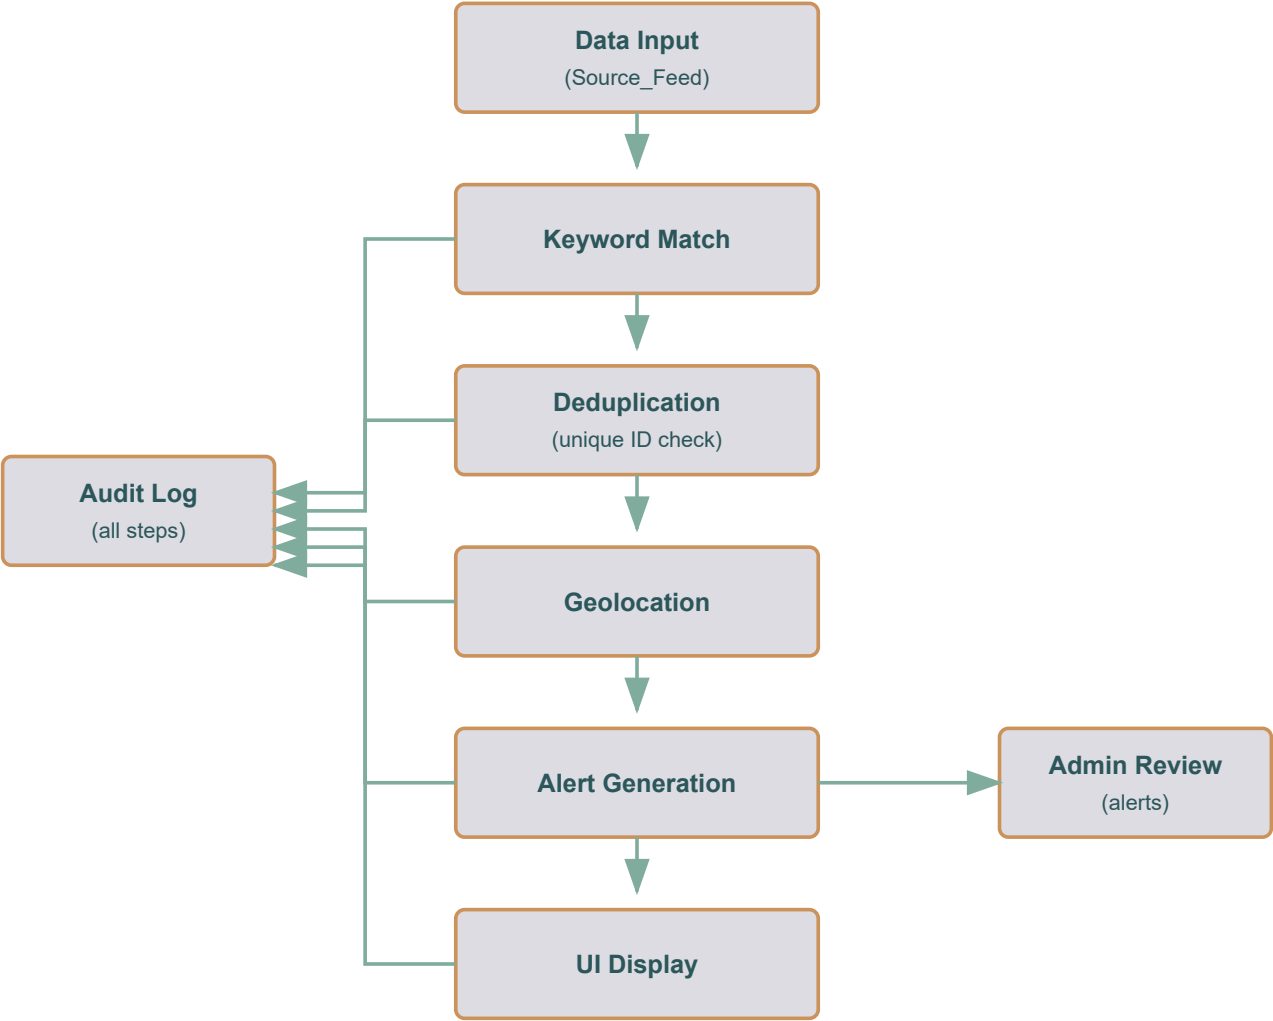 Data Input
(Source_Feed)
Keyword Match
Deduplication
(unique ID check)
Audit Log
(all steps)
Geolocation
Alert Generation
Admin Review
(alerts)
UI Display